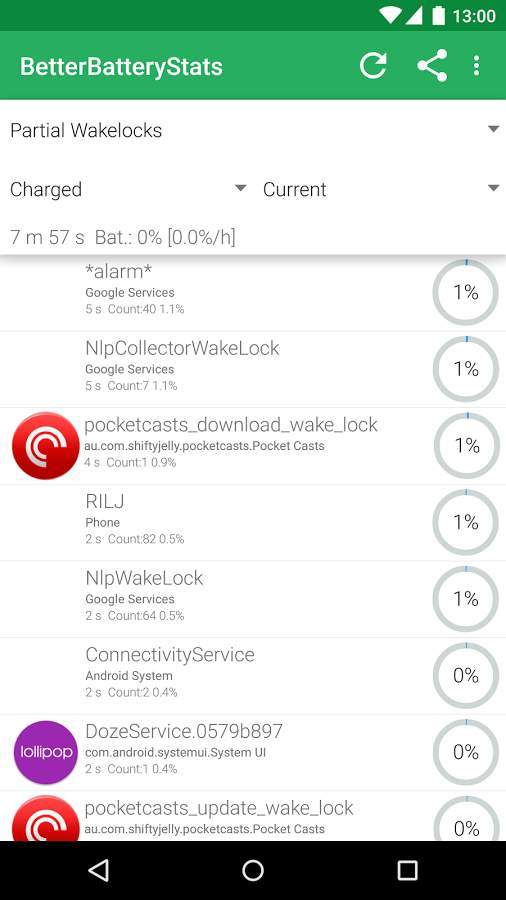 13:00
BetterBatteryStats
Partial Wakelocks
Charged Current
7 m 57 s Bat.: 0% [0.0%/h]
*alarm*
Google Services
5 s Count:40 1.1%
1%
NlpCollectorWakeLock
Google Services
5 s Count:7 1.1%
1%
pocketcasts_download_wake_lock
au.com.shiftyjelly.pocketcasts.Pocket Casts
4 s Count:1 0.9%
1%
RILJ
Phone
2 s Count:82 0.5%
1%
NlpWakeLock
Google Services
2 s Count:64 0.5%
1%
ConnectivityService
Android System
2 s Count:2 0.4%
0%
lollipop
DozeService.0579b897
com.android.systemui.System UI
2 s Count:1 0.4%
0%
pocketcasts_update_wake_lock
au.com.shiftyjelly.pocketcasts.Pocket Casts
0%